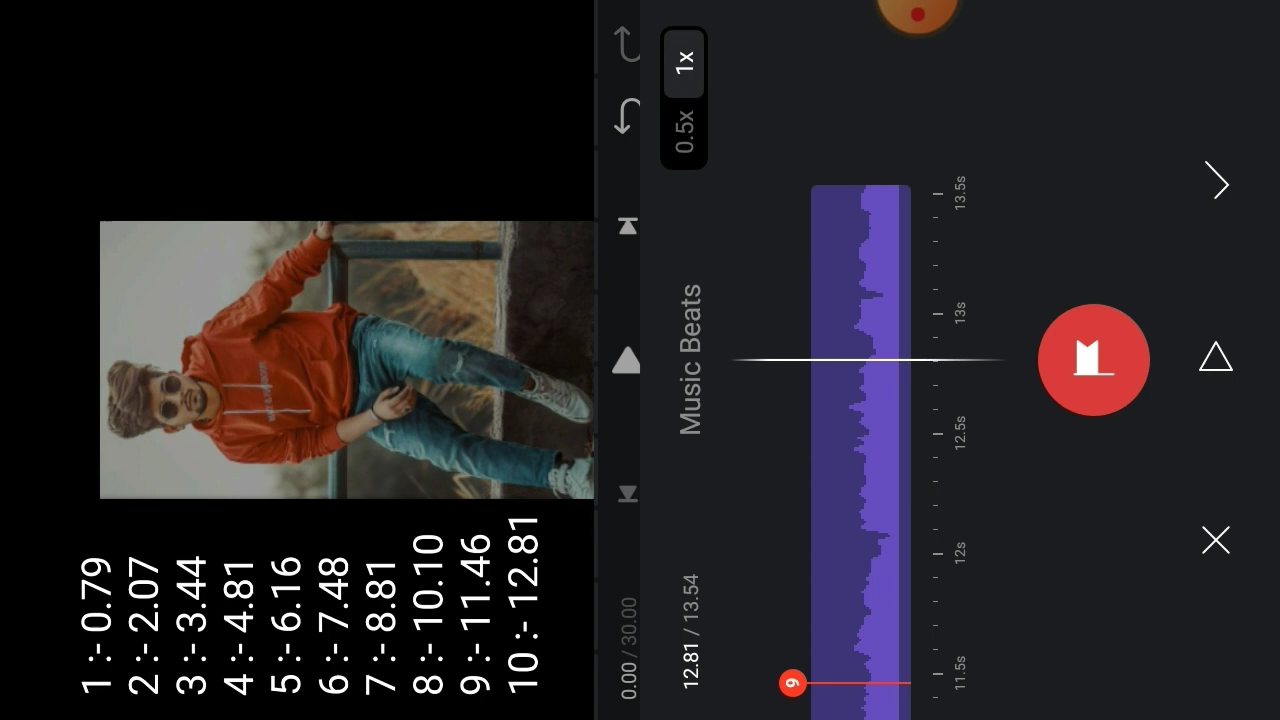 1 :- 0.79
2 :- 2.07
3 :- 3.44
4 :- 4.81
5 :- 6.16
6 :- 7.48
7 :- 8.81
8 :- 10.10
9 :- 11.46
10 :- 12.81
0.00 / 30.00
12.81 / 13.54
Music Beats
0.5x 1x
9
11.5s 12s 12.5s 13s 13.5s